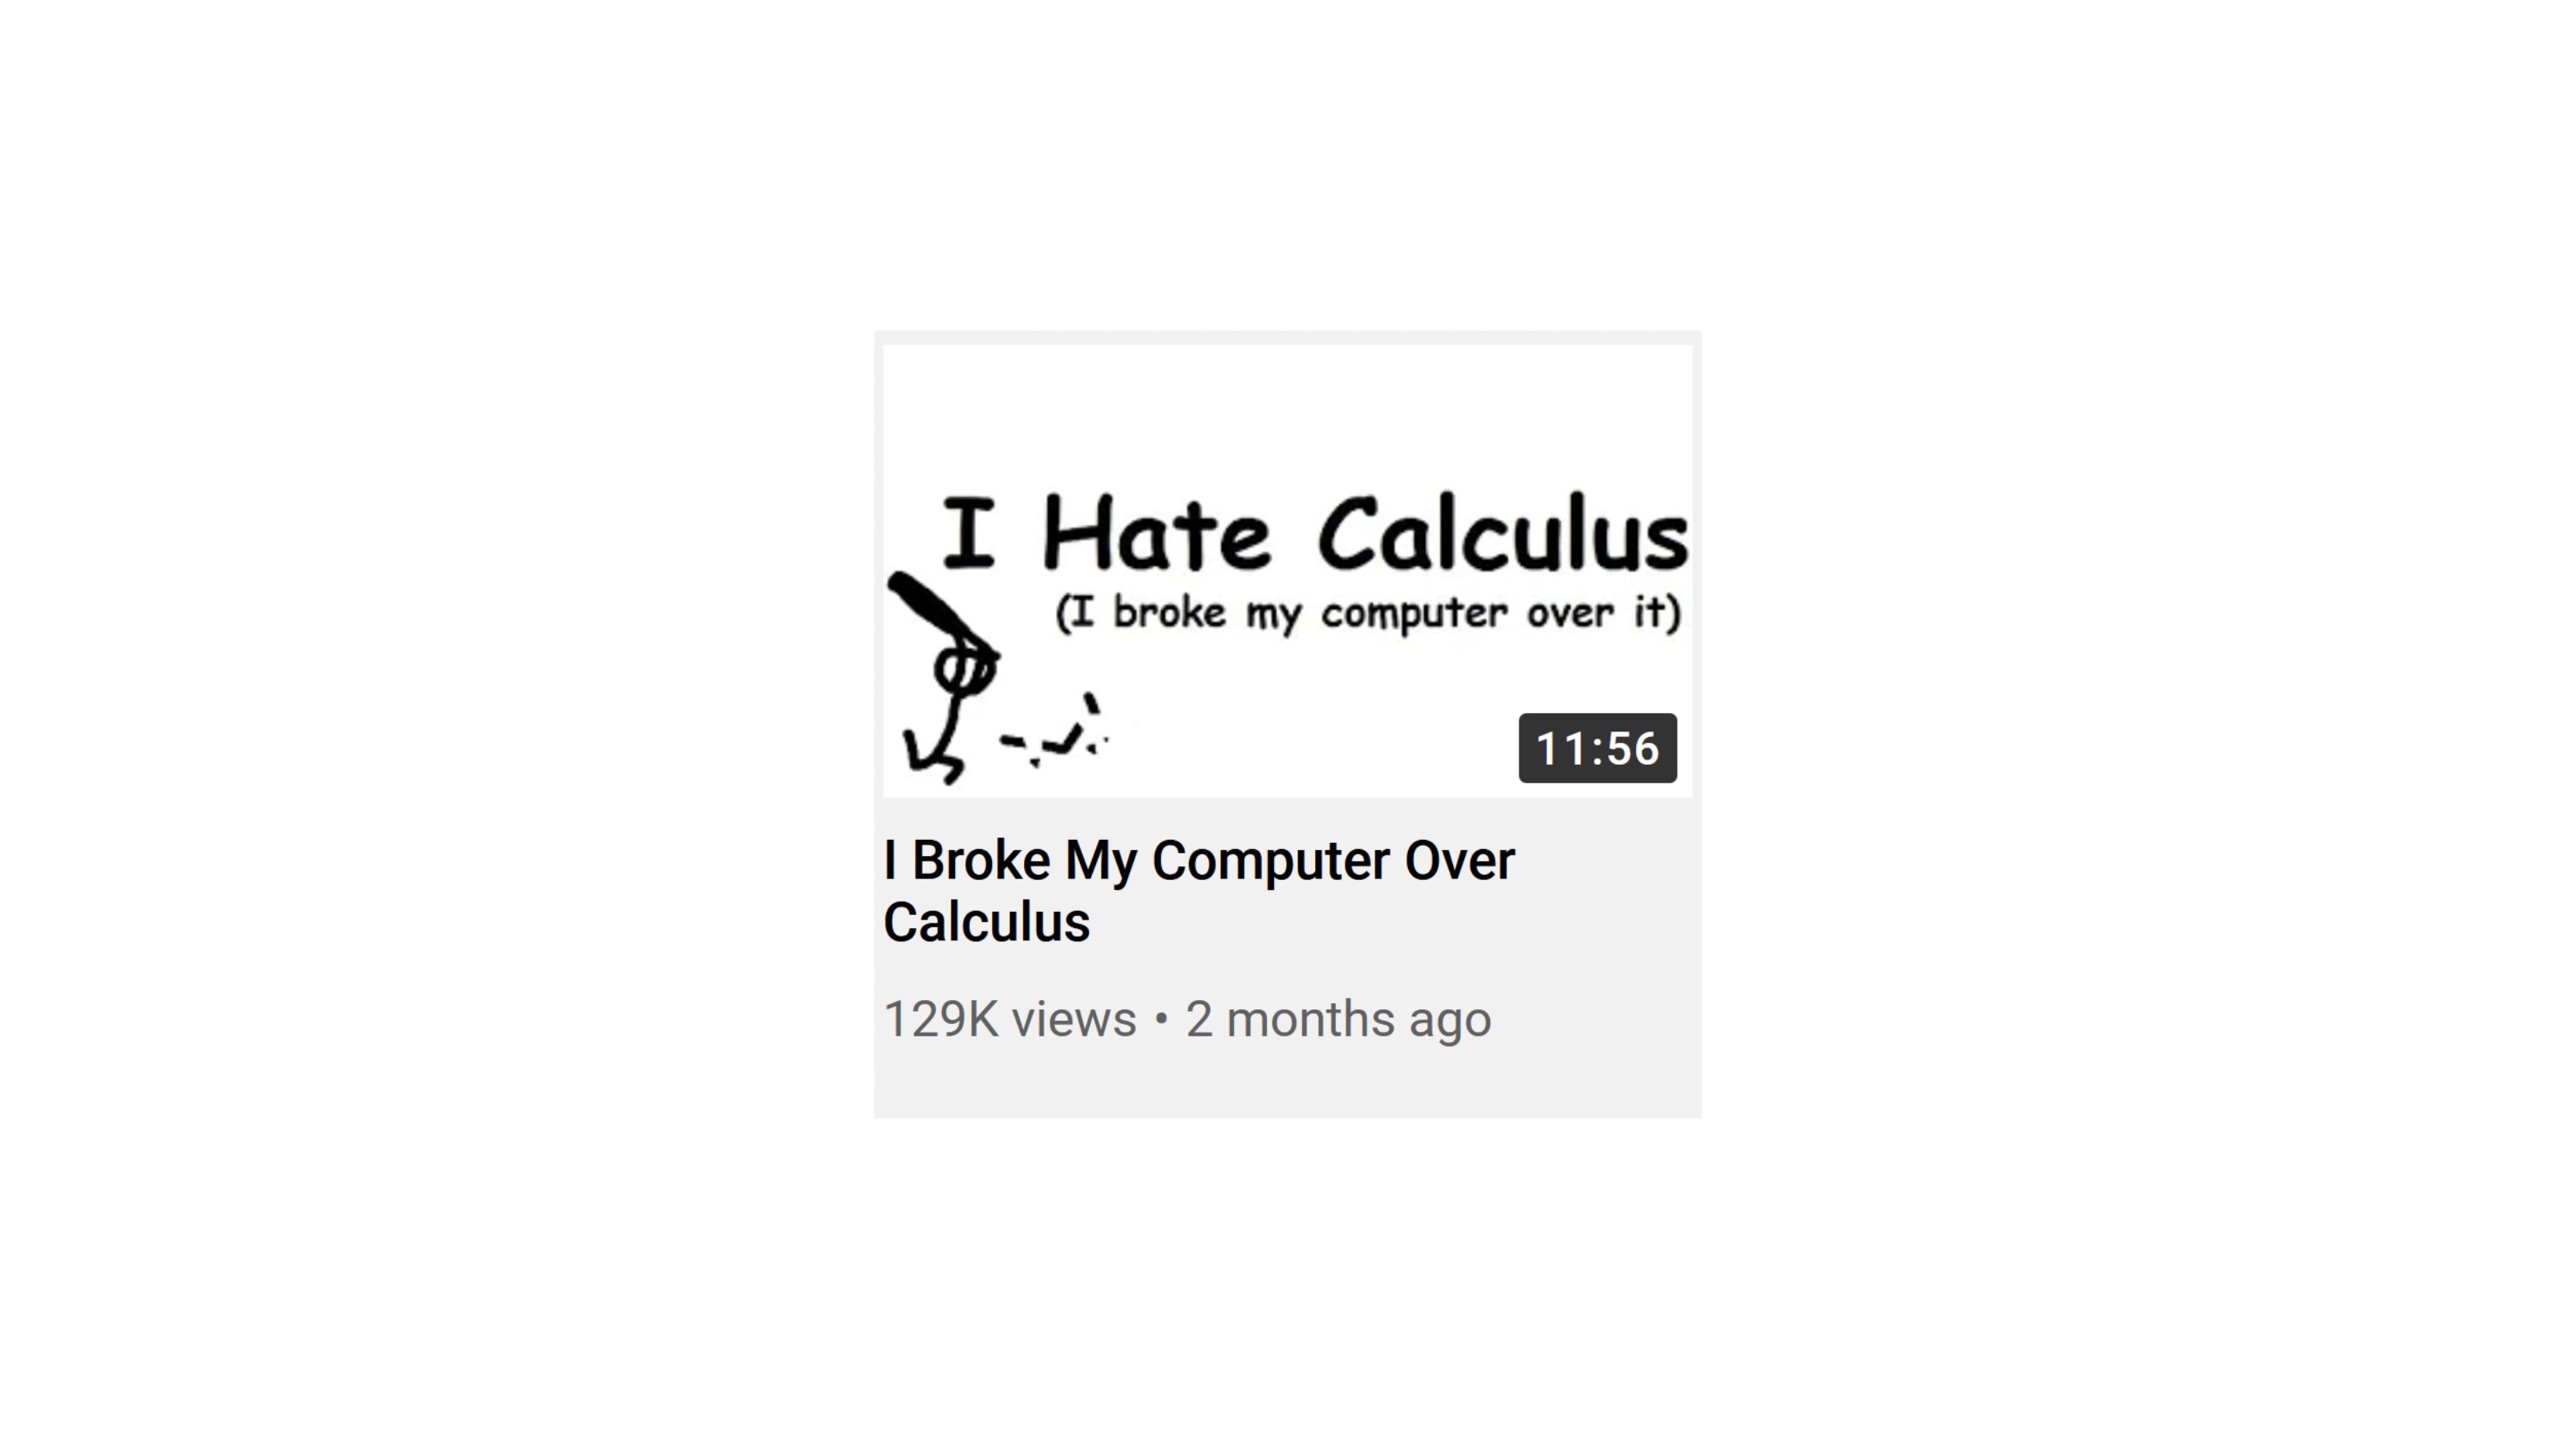 I Hate Calculus
(I broke my computer over it)
11:56
I Broke My Computer Over
Calculus
129K views • 2 months ago